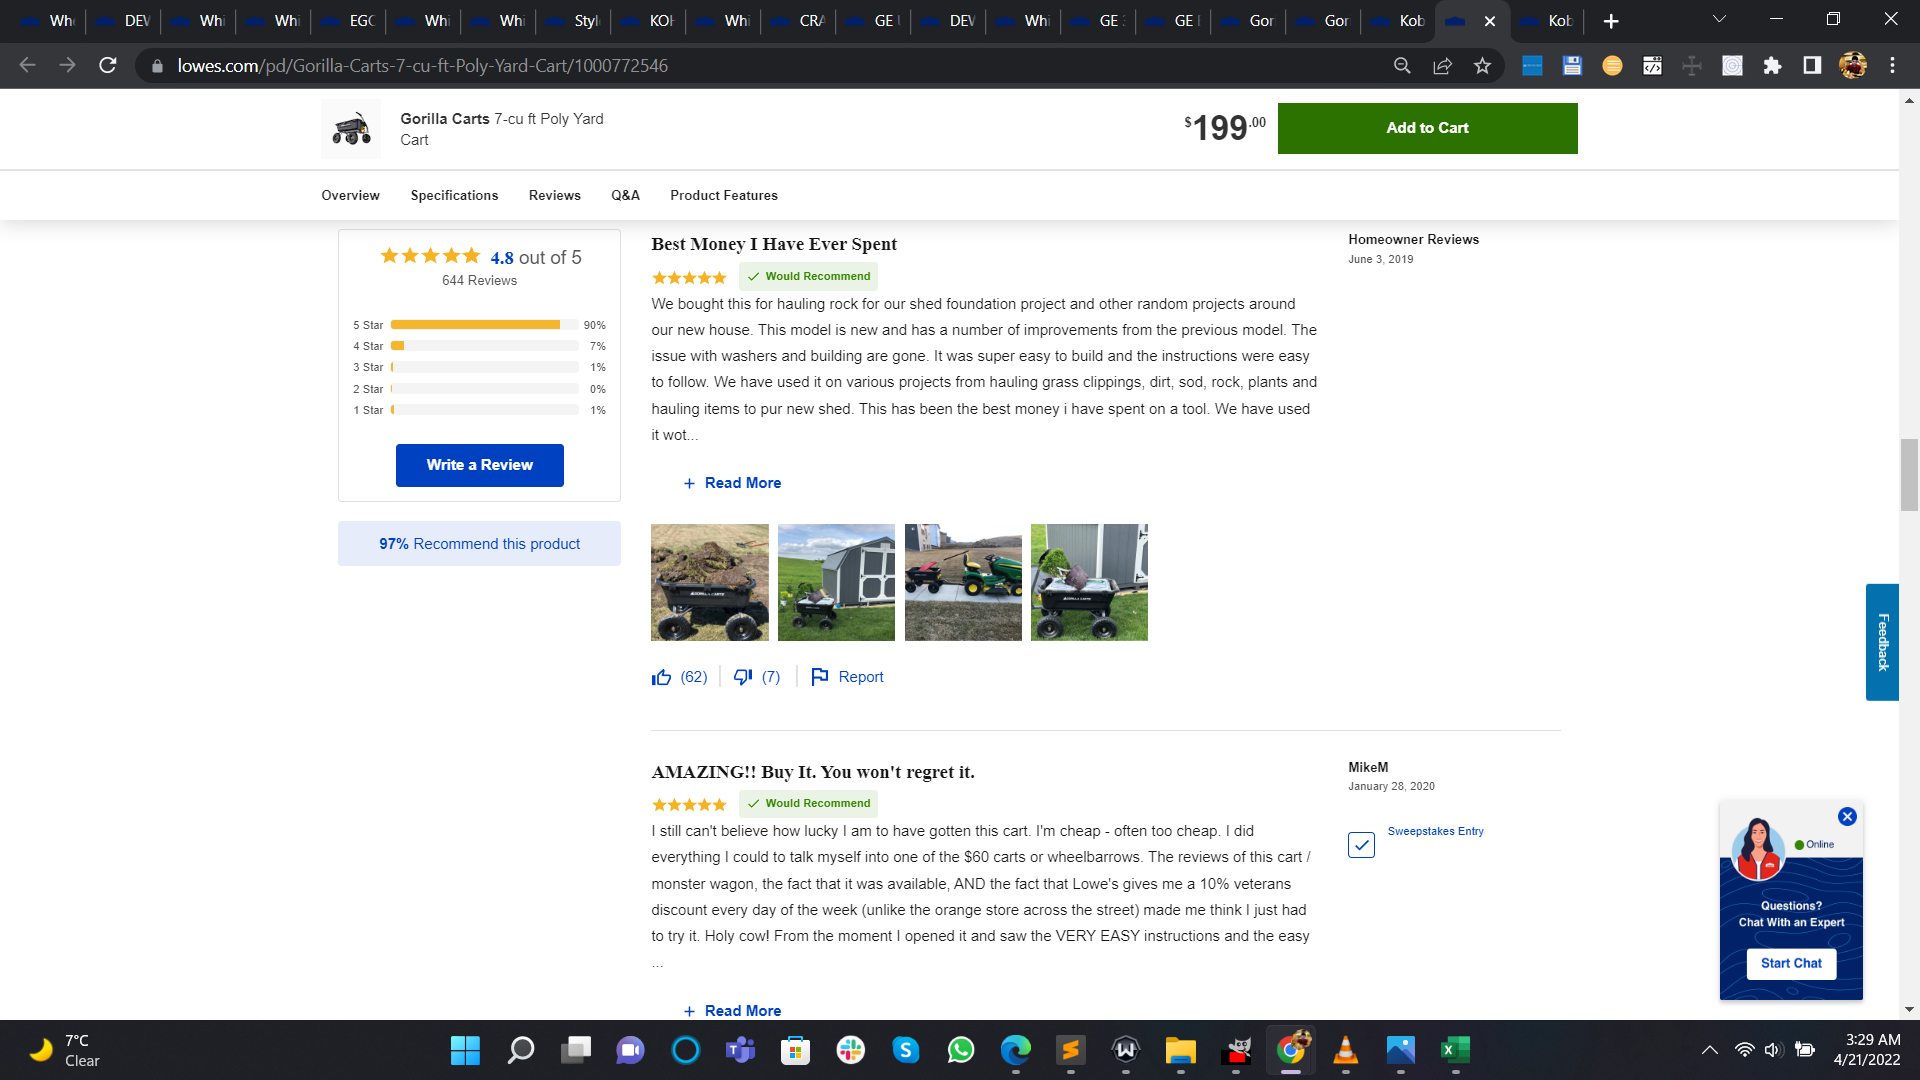 Whe
DEV
Whi
Whi
EGO
Whi
Whi
Style
KOH
Whi
CRA
GE U
DEV
Whi
GE 3
GE I
Gor
Gor
Kob
Kob
lowes.com/pd/Gorilla-Carts-7-cu-ft-Poly-Yard-Cart/1000772546
Gorilla Carts 7-cu ft Poly Yard
Cart
$199.00
Add to Cart
Overview
Specifications
Reviews
Q&A
Product Features
4.8 out of 5
644 Reviews
5 Star 90%
4 Star 7%
3 Star 1%
2 Star 0%
1 Star 1%
Write a Review
97% Recommend this product
Best Money I Have Ever Spent
Would Recommend
We bought this for hauling rock for our shed foundation project and other random projects around
our new house. This model is new and has a number of improvements from the previous model. The
issue with washers and building are gone. It was super easy to build and the instructions were easy
to follow. We have used it on various projects from hauling grass clippings, dirt, sod, rock, plants and
hauling items to pur new shed. This has been the best money i have spent on a tool. We have used
it wot...
+ Read More
(62)
(7)
Report
Homeowner Reviews
June 3, 2019
AMAZING!! Buy It. You won't regret it.
Would Recommend
I still can't believe how lucky I am to have gotten this cart. I'm cheap - often too cheap. I did
everything I could to talk myself into one of the $60 carts or wheelbarrows. The reviews of this cart /
monster wagon, the fact that it was available, AND the fact that Lowe's gives me a 10% veterans
discount every day of the week (unlike the orange store across the street) made me think I just had
to try it. Holy cow! From the moment I opened it and saw the VERY EASY instructions and the easy
...
+ Read More
MikeM
January 28, 2020
Sweepstakes Entry
Feedback
Online
Questions?
Chat With an Expert
Start Chat
7°C
Clear
3:29 AM
4/21/2022